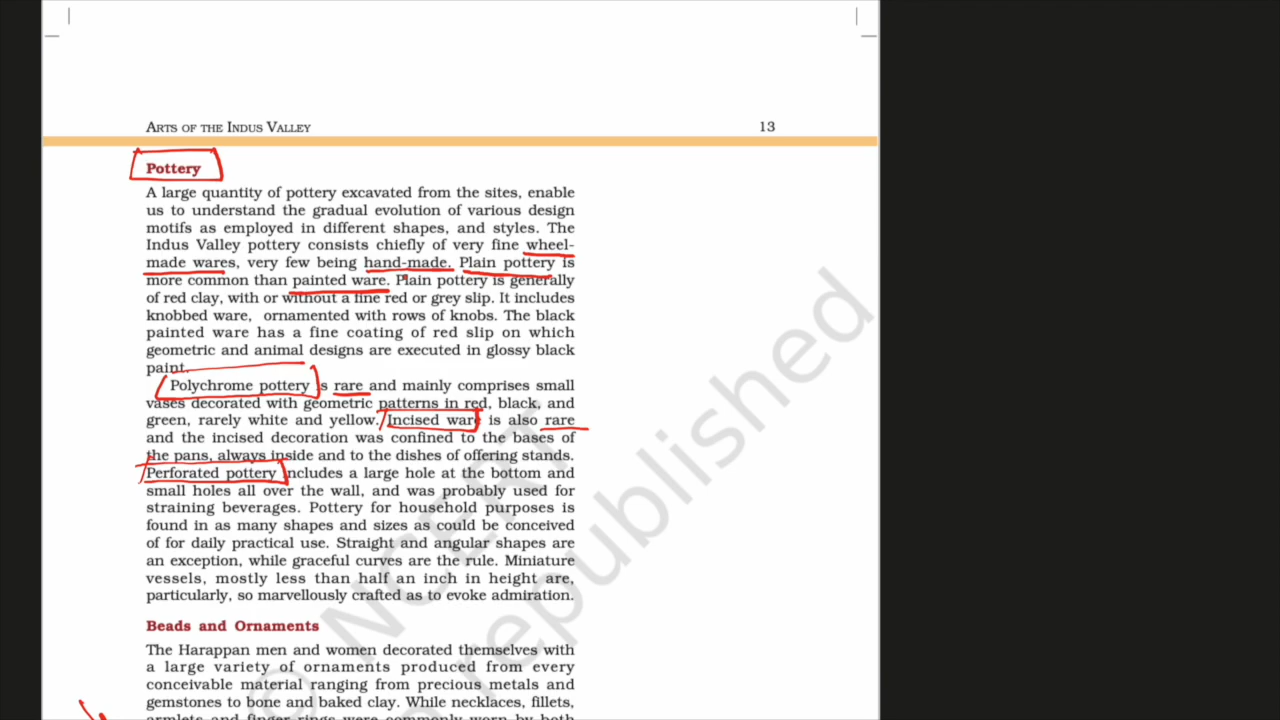 ARTS OF THE INDUS VALLEY 13
Pottery
A large quantity of pottery excavated from the sites, enable
us to understand the gradual evolution of various design
motifs as employed in different shapes, and styles. The
Indus Valley pottery consists chiefly of very fine wheel-
made wares, very few being hand-made. Plain pottery is
more common than painted ware. Plain pottery is generally
of red clay, with or without a fine red or grey slip. It includes
knobbed ware, ornamented with rows of knobs. The black
painted ware has a fine coating of red slip on which
geometric and animal designs are executed in glossy black
paint.
Polychrome pottery is rare and mainly comprises small
vases decorated with geometric patterns in red, black, and
green, rarely white and yellow. Incised ware is also rare
and the incised decoration was confined to the bases of
the pans, always inside and to the dishes of offering stands.
Perforated pottery includes a large hole at the bottom and
small holes all over the wall, and was probably used for
straining beverages. Pottery for household purposes is
found in as many shapes and sizes as could be conceived
of for daily practical use. Straight and angular shapes are
an exception, while graceful curves are the rule. Miniature
vessels, mostly less than half an inch in height are,
particularly, so marvellously crafted as to evoke admiration.
Beads and Ornaments
The Harappan men and women decorated themselves with
a large variety of ornaments produced from every
conceivable material ranging from precious metals and
gemstones to bone and baked clay. While necklaces, fillets,
armlets and finger rings were commonly worn by both
© NCERT
republished